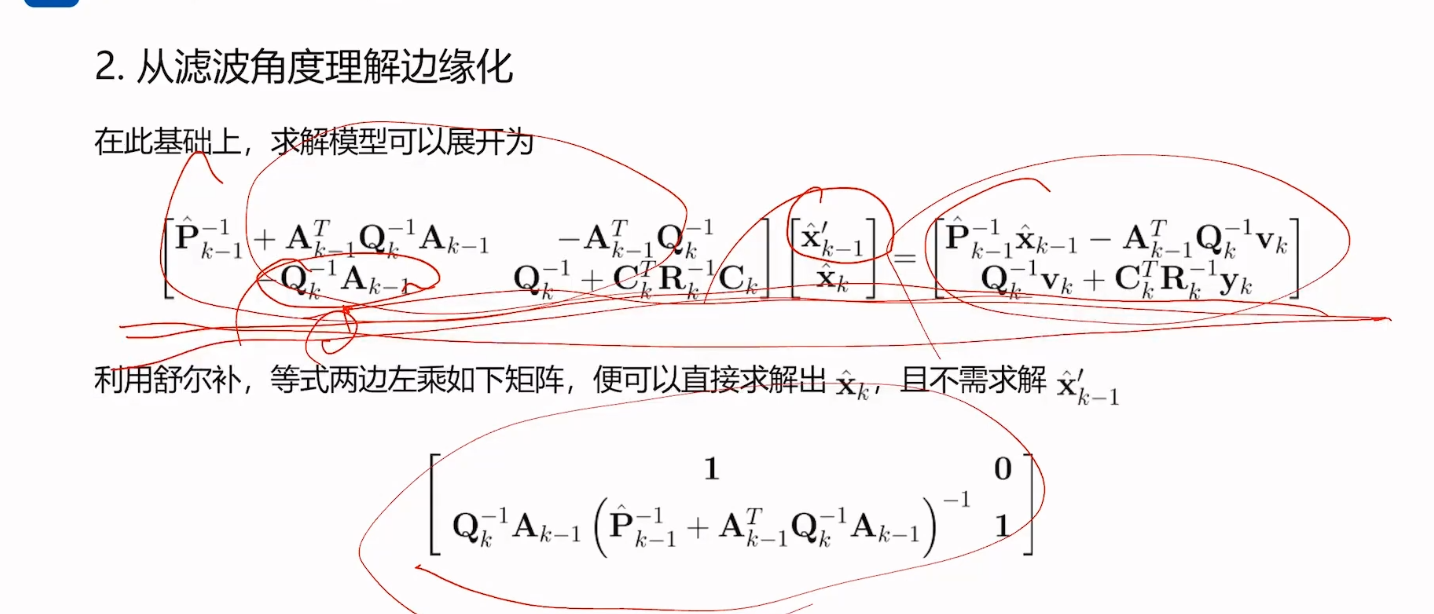 2. 从滤波角度理解边缘化
在此基础上，求解模型可以展开为
$$\begin{bmatrix} \hat{\mathbf{P}}_{k-1}^{-1} + \mathbf{A}_{k-1}^T \mathbf{Q}_k^{-1} \mathbf{A}_{k-1} & -\mathbf{A}_{k-1}^T \mathbf{Q}_k^{-1} \\ -\mathbf{Q}_k^{-1} \mathbf{A}_{k-1} & \mathbf{Q}_k^{-1} + \mathbf{C}_k^T \mathbf{R}_k^{-1} \mathbf{C}_k \end{bmatrix} \begin{bmatrix} \hat{\mathbf{x}}'_{k-1} \\ \hat{\mathbf{x}}_k \end{bmatrix} = \begin{bmatrix} \hat{\mathbf{P}}_{k-1}^{-1} \hat{\mathbf{x}}_{k-1} - \mathbf{A}_{k-1}^T \mathbf{Q}_k^{-1} \mathbf{v}_k \\ \mathbf{Q}_k^{-1} \mathbf{v}_k + \mathbf{C}_k^T \mathbf{R}_k^{-1} \mathbf{y}_k \end{bmatrix}$$
利用舒尔补，等式两边左乘如下矩阵，便可以直接求解出 $\hat{\mathbf{x}}_k$，且不需求解 $\hat{\mathbf{x}}'_{k-1}$
$$\begin{bmatrix} \mathbf{1} & \mathbf{0} \\ \mathbf{Q}_k^{-1} \mathbf{A}_{k-1} \left( \hat{\mathbf{P}}_{k-1}^{-1} + \mathbf{A}_{k-1}^T \mathbf{Q}_k^{-1} \mathbf{A}_{k-1} \right)^{-1} & \mathbf{1} \end{bmatrix}$$